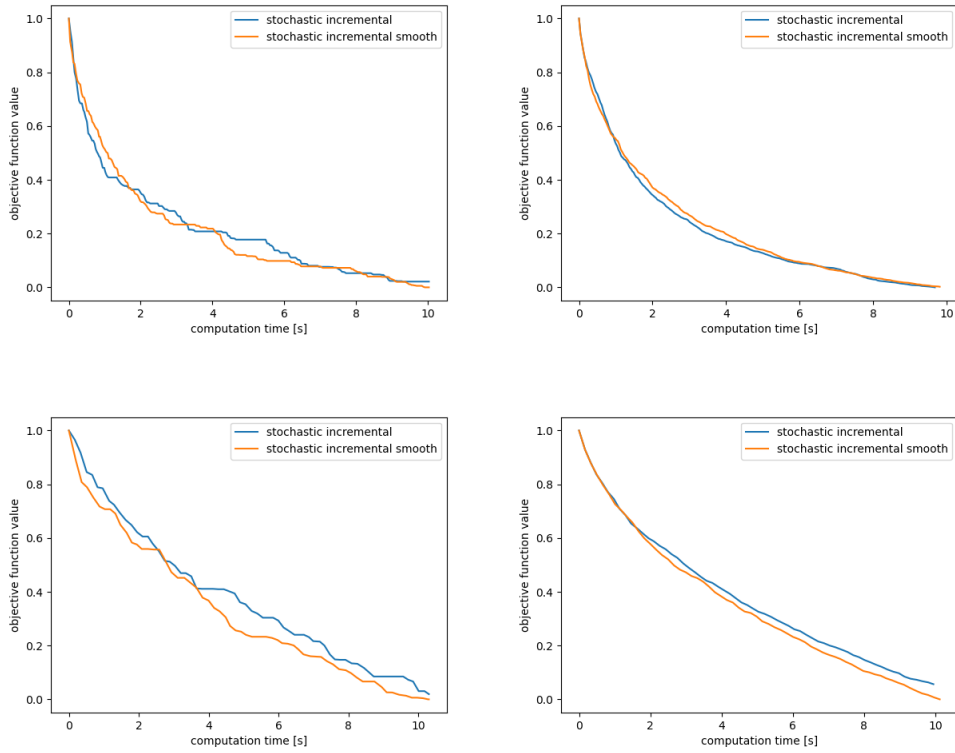 stochastic incremental
stochastic incremental smooth
1.0
0.8
0.6
0.4
0.2
0.0
objective function value
0 2 4 6 8 10
computation time [s]
stochastic incremental
stochastic incremental smooth
1.0
0.8
0.6
0.4
0.2
0.0
objective function value
0 2 4 6 8 10
computation time [s]
stochastic incremental
stochastic incremental smooth
1.0
0.8
0.6
0.4
0.2
0.0
objective function value
0 2 4 6 8 10
computation time [s]
stochastic incremental
stochastic incremental smooth
1.0
0.8
0.6
0.4
0.2
0.0
objective function value
0 2 4 6 8 10
computation time [s]